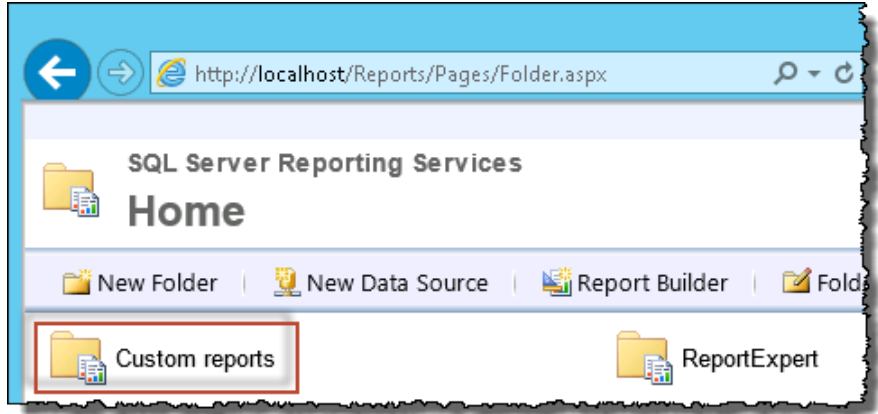 http://localhost/Reports/Pages/Folder.aspx
SQL Server Reporting Services
Home
New Folder New Data Source Report Builder Fold
Custom reports ReportExpert